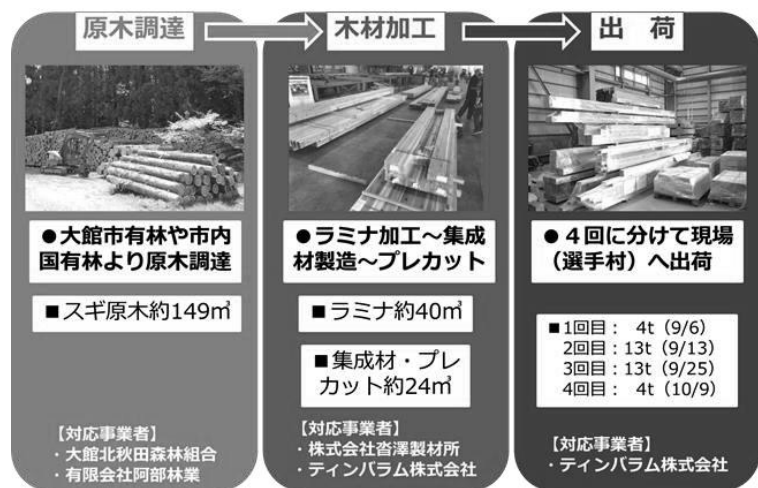 原木調達
木材加工
出　荷
●大館市有林や市内
国有林より原木調達
■スギ原木約149㎥
【対応事業者】
・大館北秋田森林組合
・有限会社阿部林業
●ラミナ加工～集成
材製造～プレカット
■ラミナ約40㎥
■集成材・プレ
カット約24㎥
【対応事業者】
・株式会社沓澤製材所
・ティンバラム株式会社
●４回に分けて現場
（選手村）へ出荷
■1回目： 4t（9/6）
2回目：13t（9/13）
3回目：13t（9/25）
4回目： 4t（10/9）
【対応事業者】
・ティンバラム株式会社